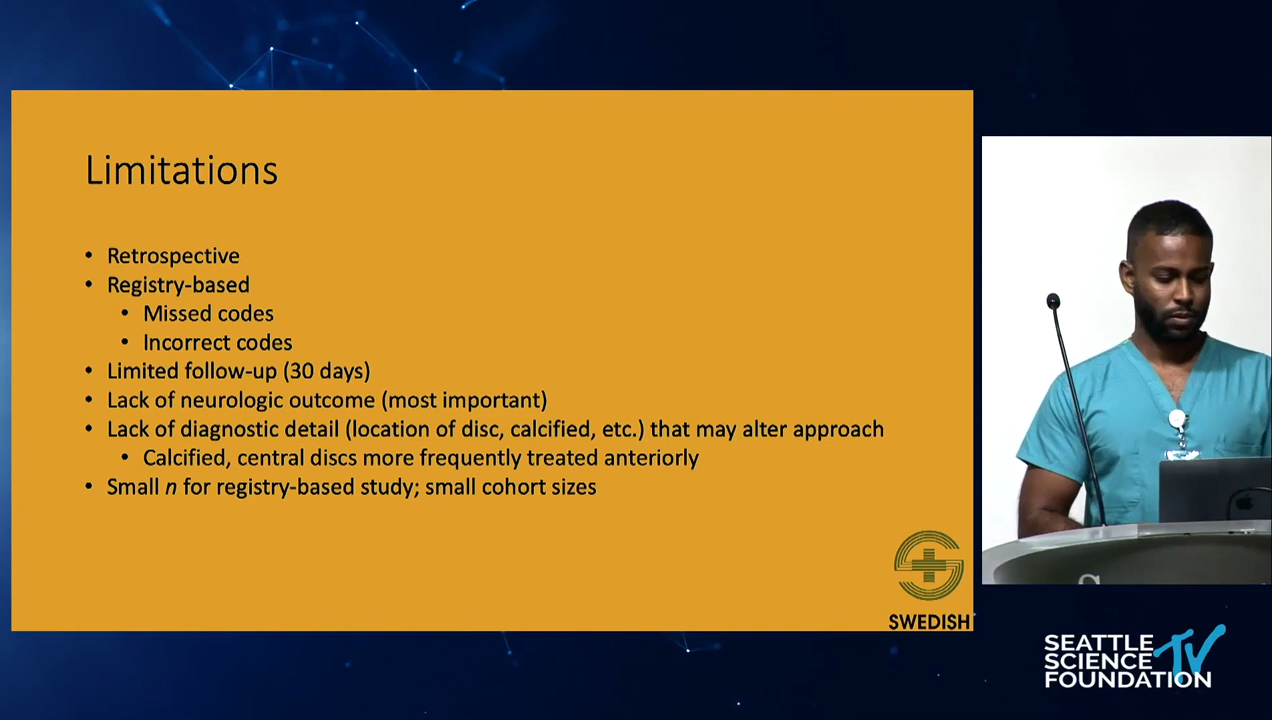 Limitations
• Retrospective
• Registry-based
• Missed codes
• Incorrect codes
• Limited follow-up (30 days)
• Lack of neurologic outcome (most important)
• Lack of diagnostic detail (location of disc, calcified, etc.) that may alter approach
• Calcified, central discs more frequently treated anteriorly
• Small n for registry-based study; small cohort sizes
SWEDISH
SEATTLE
SCIENCE TV
FOUNDATION